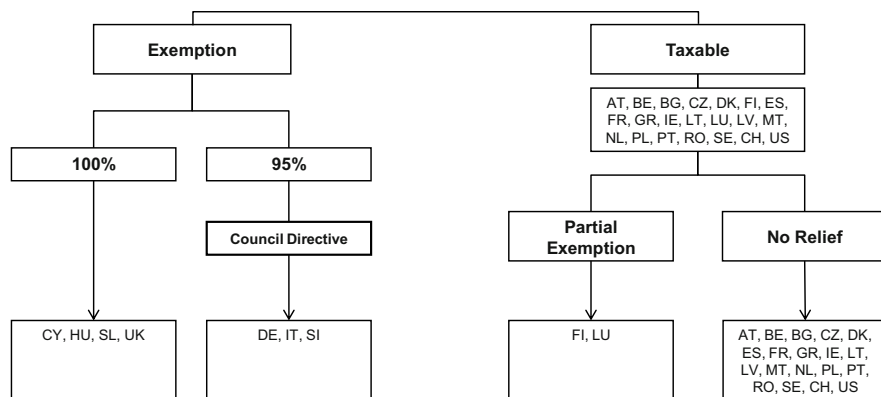 Exemption
Taxable
AT, BE, BG, CZ, DK, FI, ES,
FR, GR, IE, LT, LU, LV, MT,
NL, PL, PT, RO, SE, CH, US
100%
95%
Council Directive
Partial
Exemption
No Relief
CY, HU, SL, UK
DE, IT, SI
FI, LU
AT, BE, BG, CZ, DK,
ES, FR, GR, IE, LT,
LV, MT, NL, PL, PT,
RO, SE, CH, US